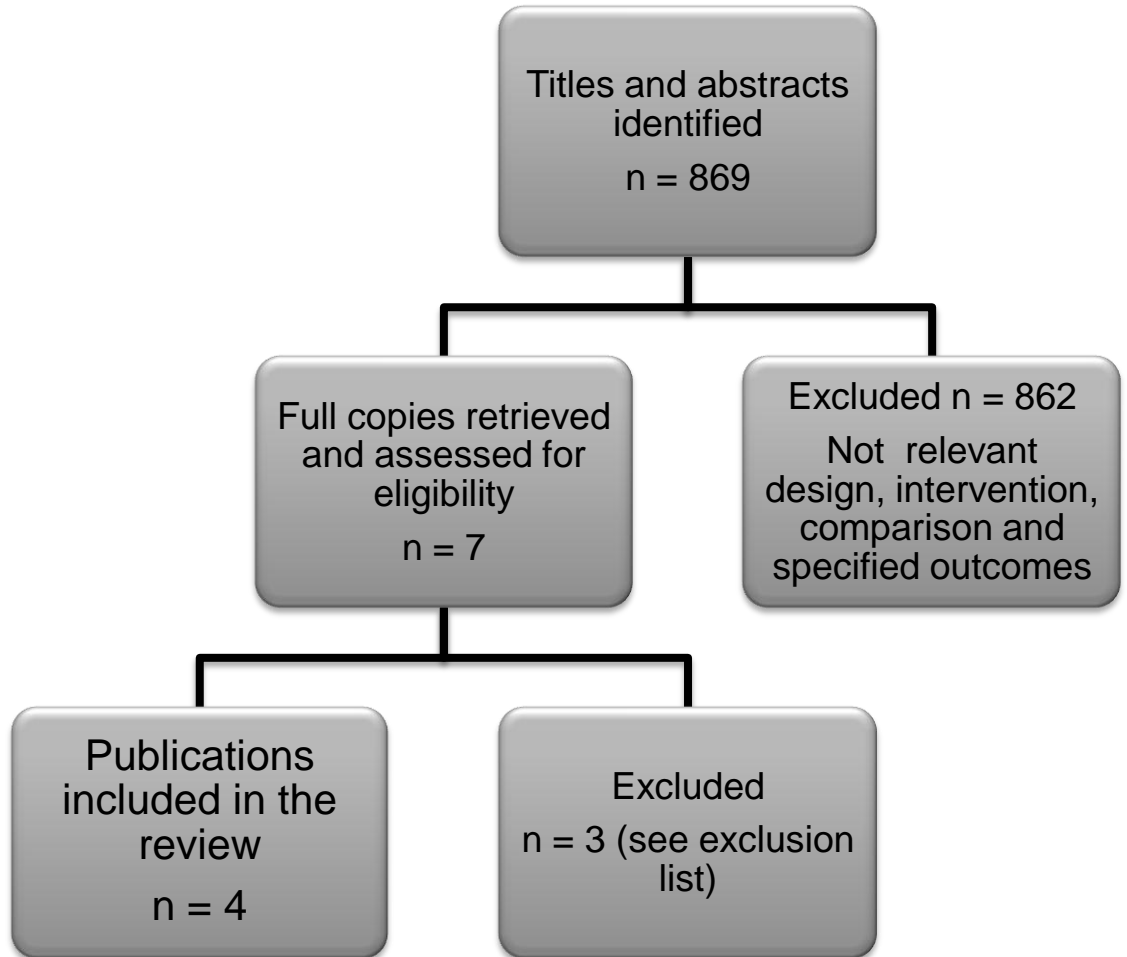 Titles and abstracts
identified
n = 869
Full copies retrieved
and assessed for
eligibility
n = 7
Excluded n = 862
Not  relevant
design, intervention,
comparison and
specified outcomes
Publications
included in the
review
n = 4
Excluded
n = 3 (see exclusion
list)